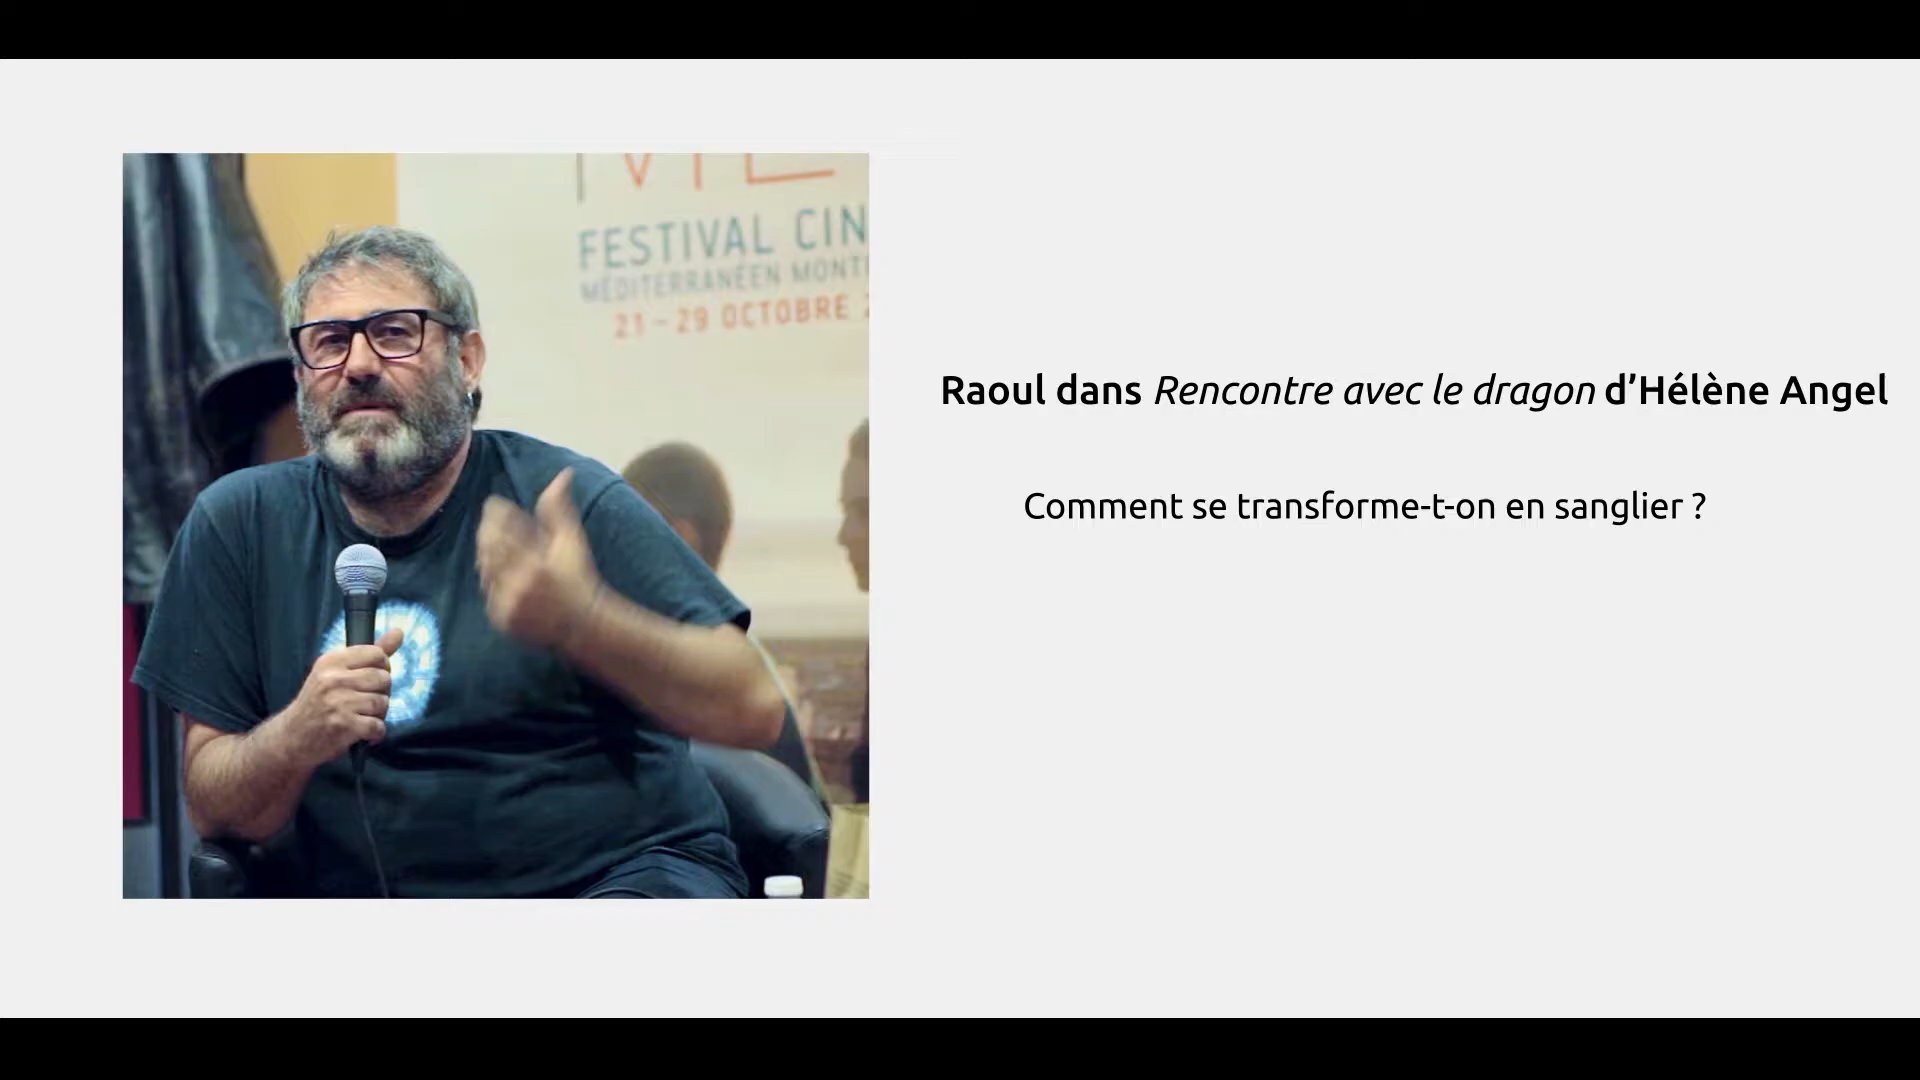 FESTIVAL CIN
MÉDITERRANÉEN MONT
21 – 29 OCTOBRE
Raoul dans Rencontre avec le dragon d’Hélène Angel
Comment se transforme-t-on en sanglier ?